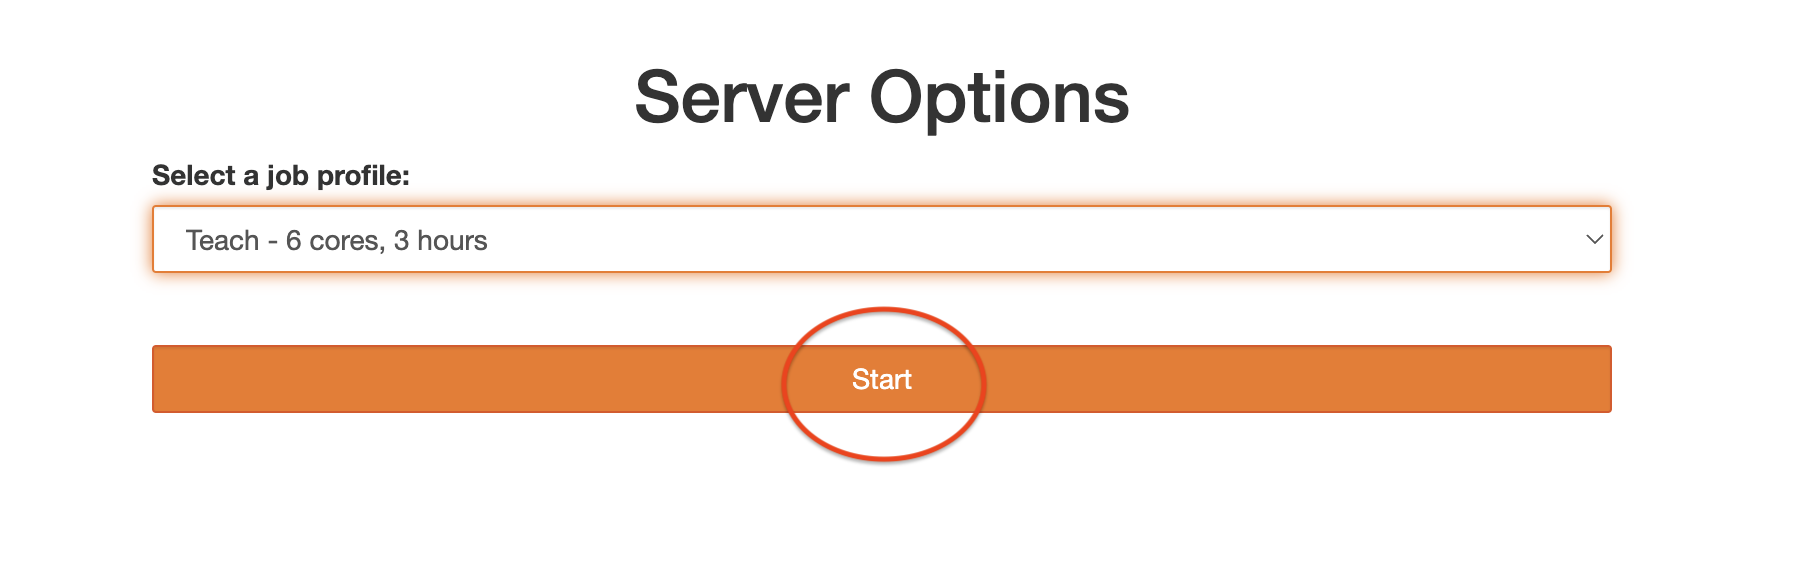 Server Options
Select a job profile:
Teach - 6 cores, 3 hours
Start